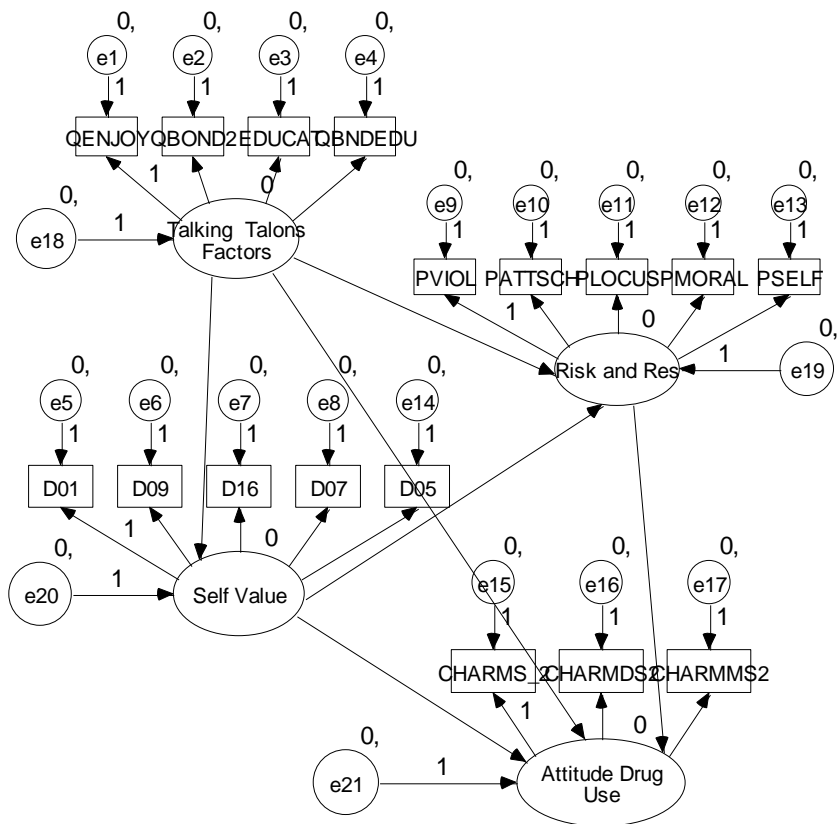 0, 0, 0, 0,
e1 e2 e3 e4
1 1 1 1
QENJOY QBOND2 EDUCAT QBNDEDU
1
0
0,
e18
1
Talking Talons
Factors
0, 0, 0, 0, 0,
e9 e10 e11 e12 e13
1 1 1 1 1
PVIOL PATTSCH PLOCUS PMORAL PSELF
1
0
0,
Risk and Res
1
e19
0, 0, 0, 0, 0,
e5 e6 e7 e8 e14
1 1 1 1 1
D01 D09 D16 D07 D05
1
0
0,
e20
1
Self Value
0, 0, 0,
e15 e16 e17
1 1 1
CHARMS_2 CHARMDS2 CHARMMS2
1
0
0,
e21
1
Attitude Drug
Use